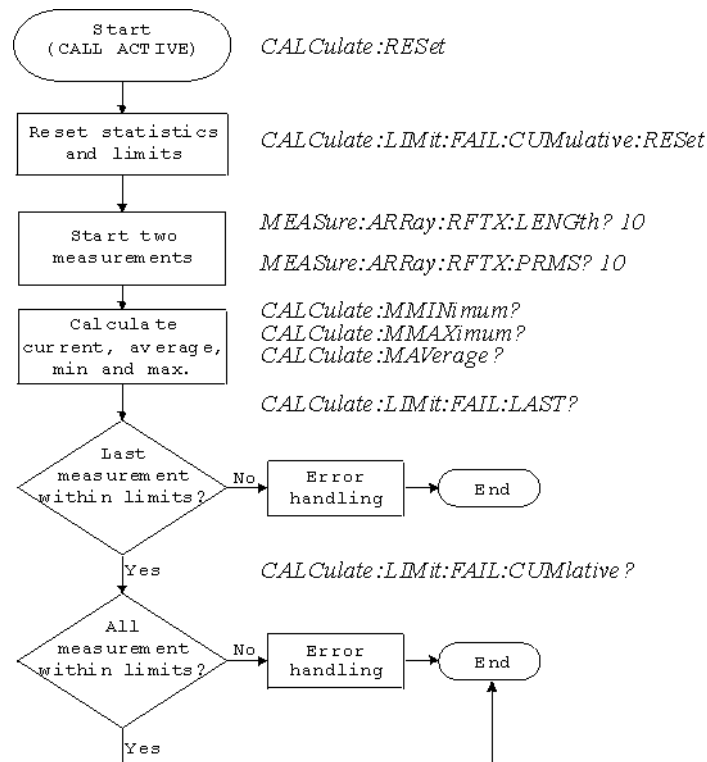 Start
(CALL ACTIVE)
CALCulate:RESet
Reset statistics
and limits
CALCulate:LIMit:FAIL:CUMulative:RESet
Start two
measurements
MEASure:ARRay:RFTX:LENGth? 10
MEASure:ARRay:RFTX:PRMS? 10
Calculate
current, average,
min and max.
CALCulate:MMINimum?
CALCulate:MMAXimum?
CALCulate:MAVerage?
CALCulate:LIMit:FAIL:LAST?
Last
measurement
within limits?
No
Error
handling
End
Yes
CALCulate:LIMit:FAIL:CUMlative?
All
measurement
within limits?
No
Error
handling
End
Yes